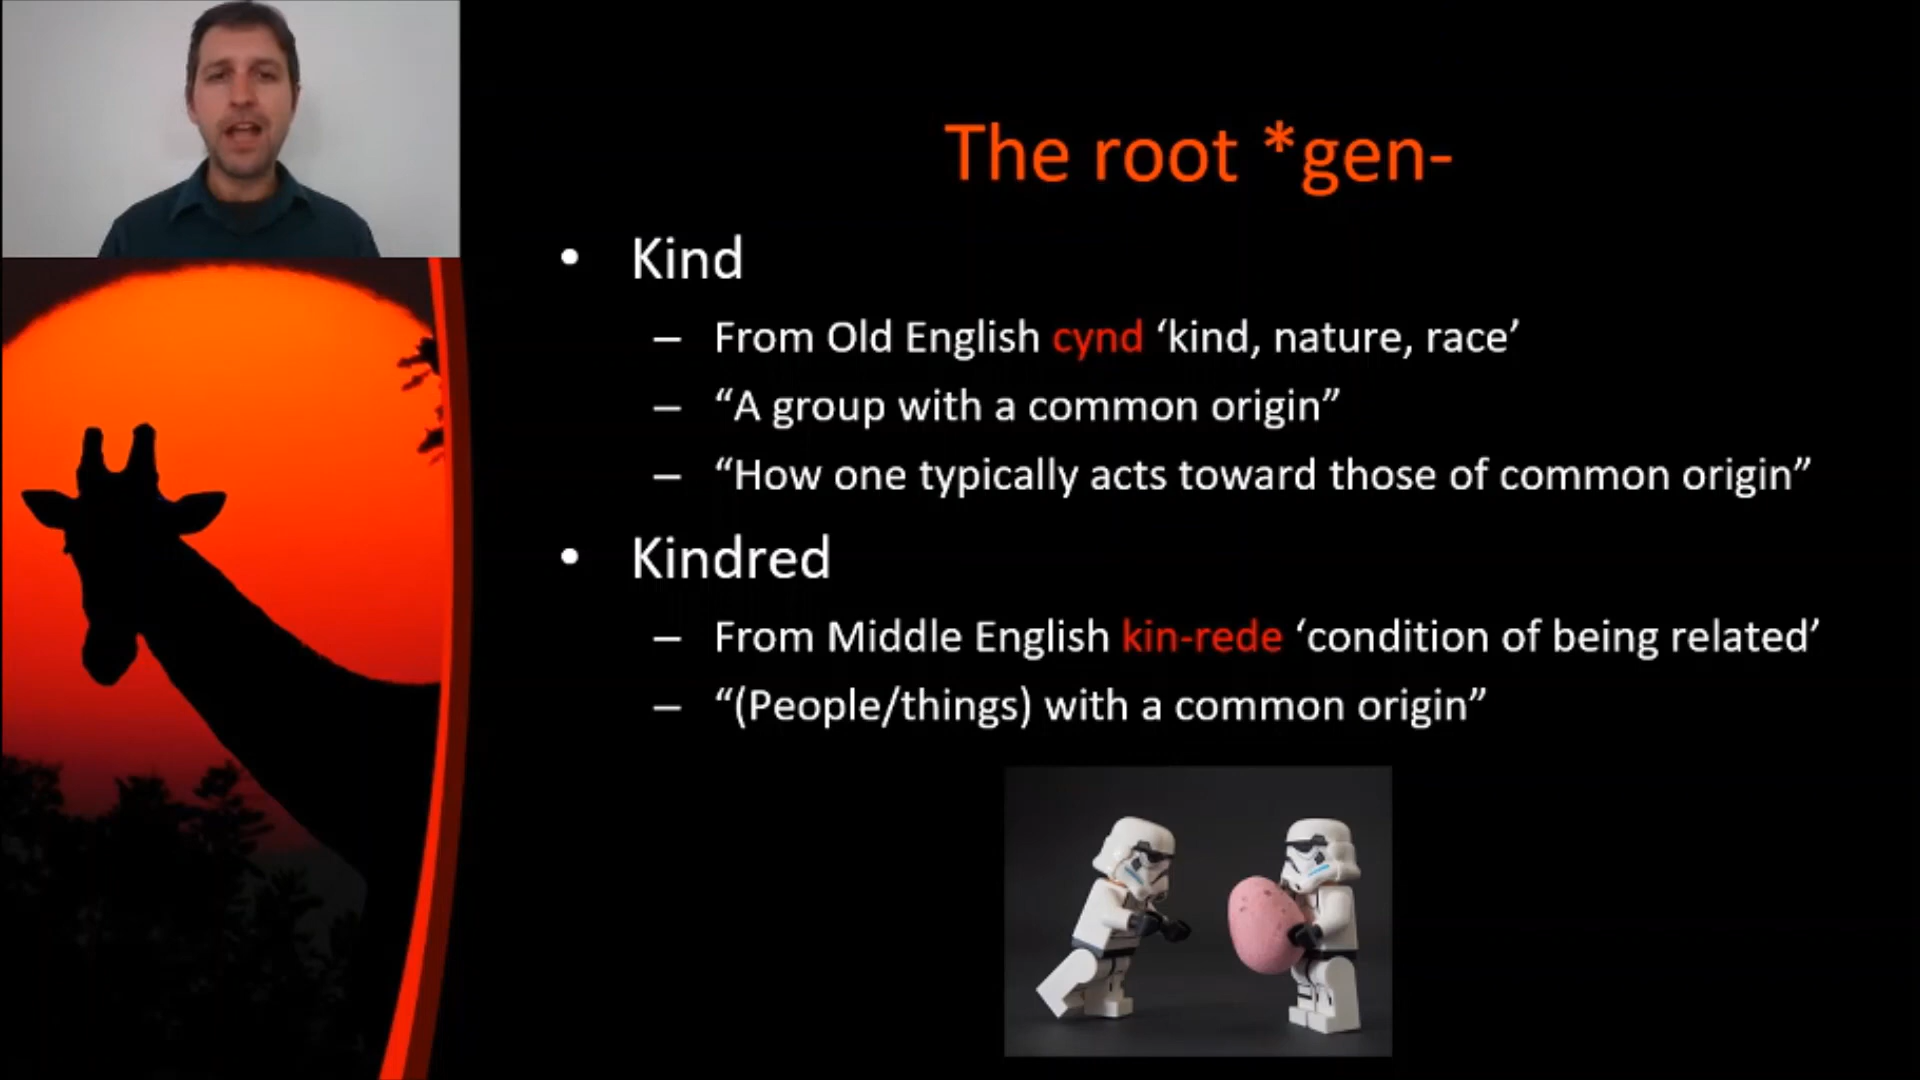 The root *gen-
• Kind
– From Old English cynd ‘kind, nature, race’
– “A group with a common origin”
– “How one typically acts toward those of common origin”
• Kindred
– From Middle English kin-rede ‘condition of being related’
– “(People/things) with a common origin”